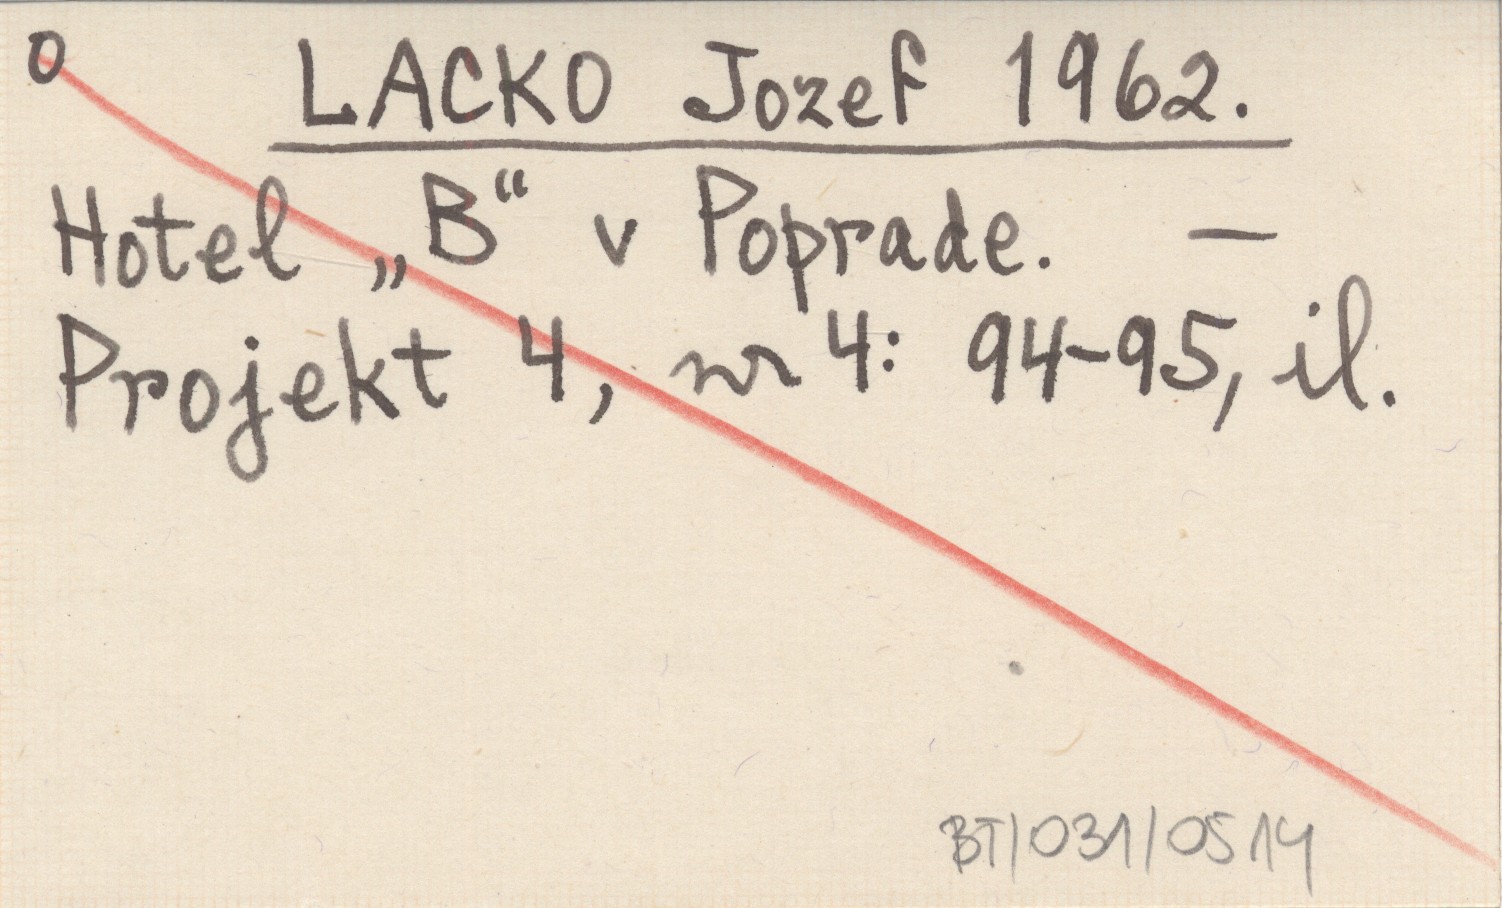 O
LACKO Jozef 1962.
Hotel „B“ v Poprade. —
Projekt 4, nr 4: 94-95, il.
BT/031/0514